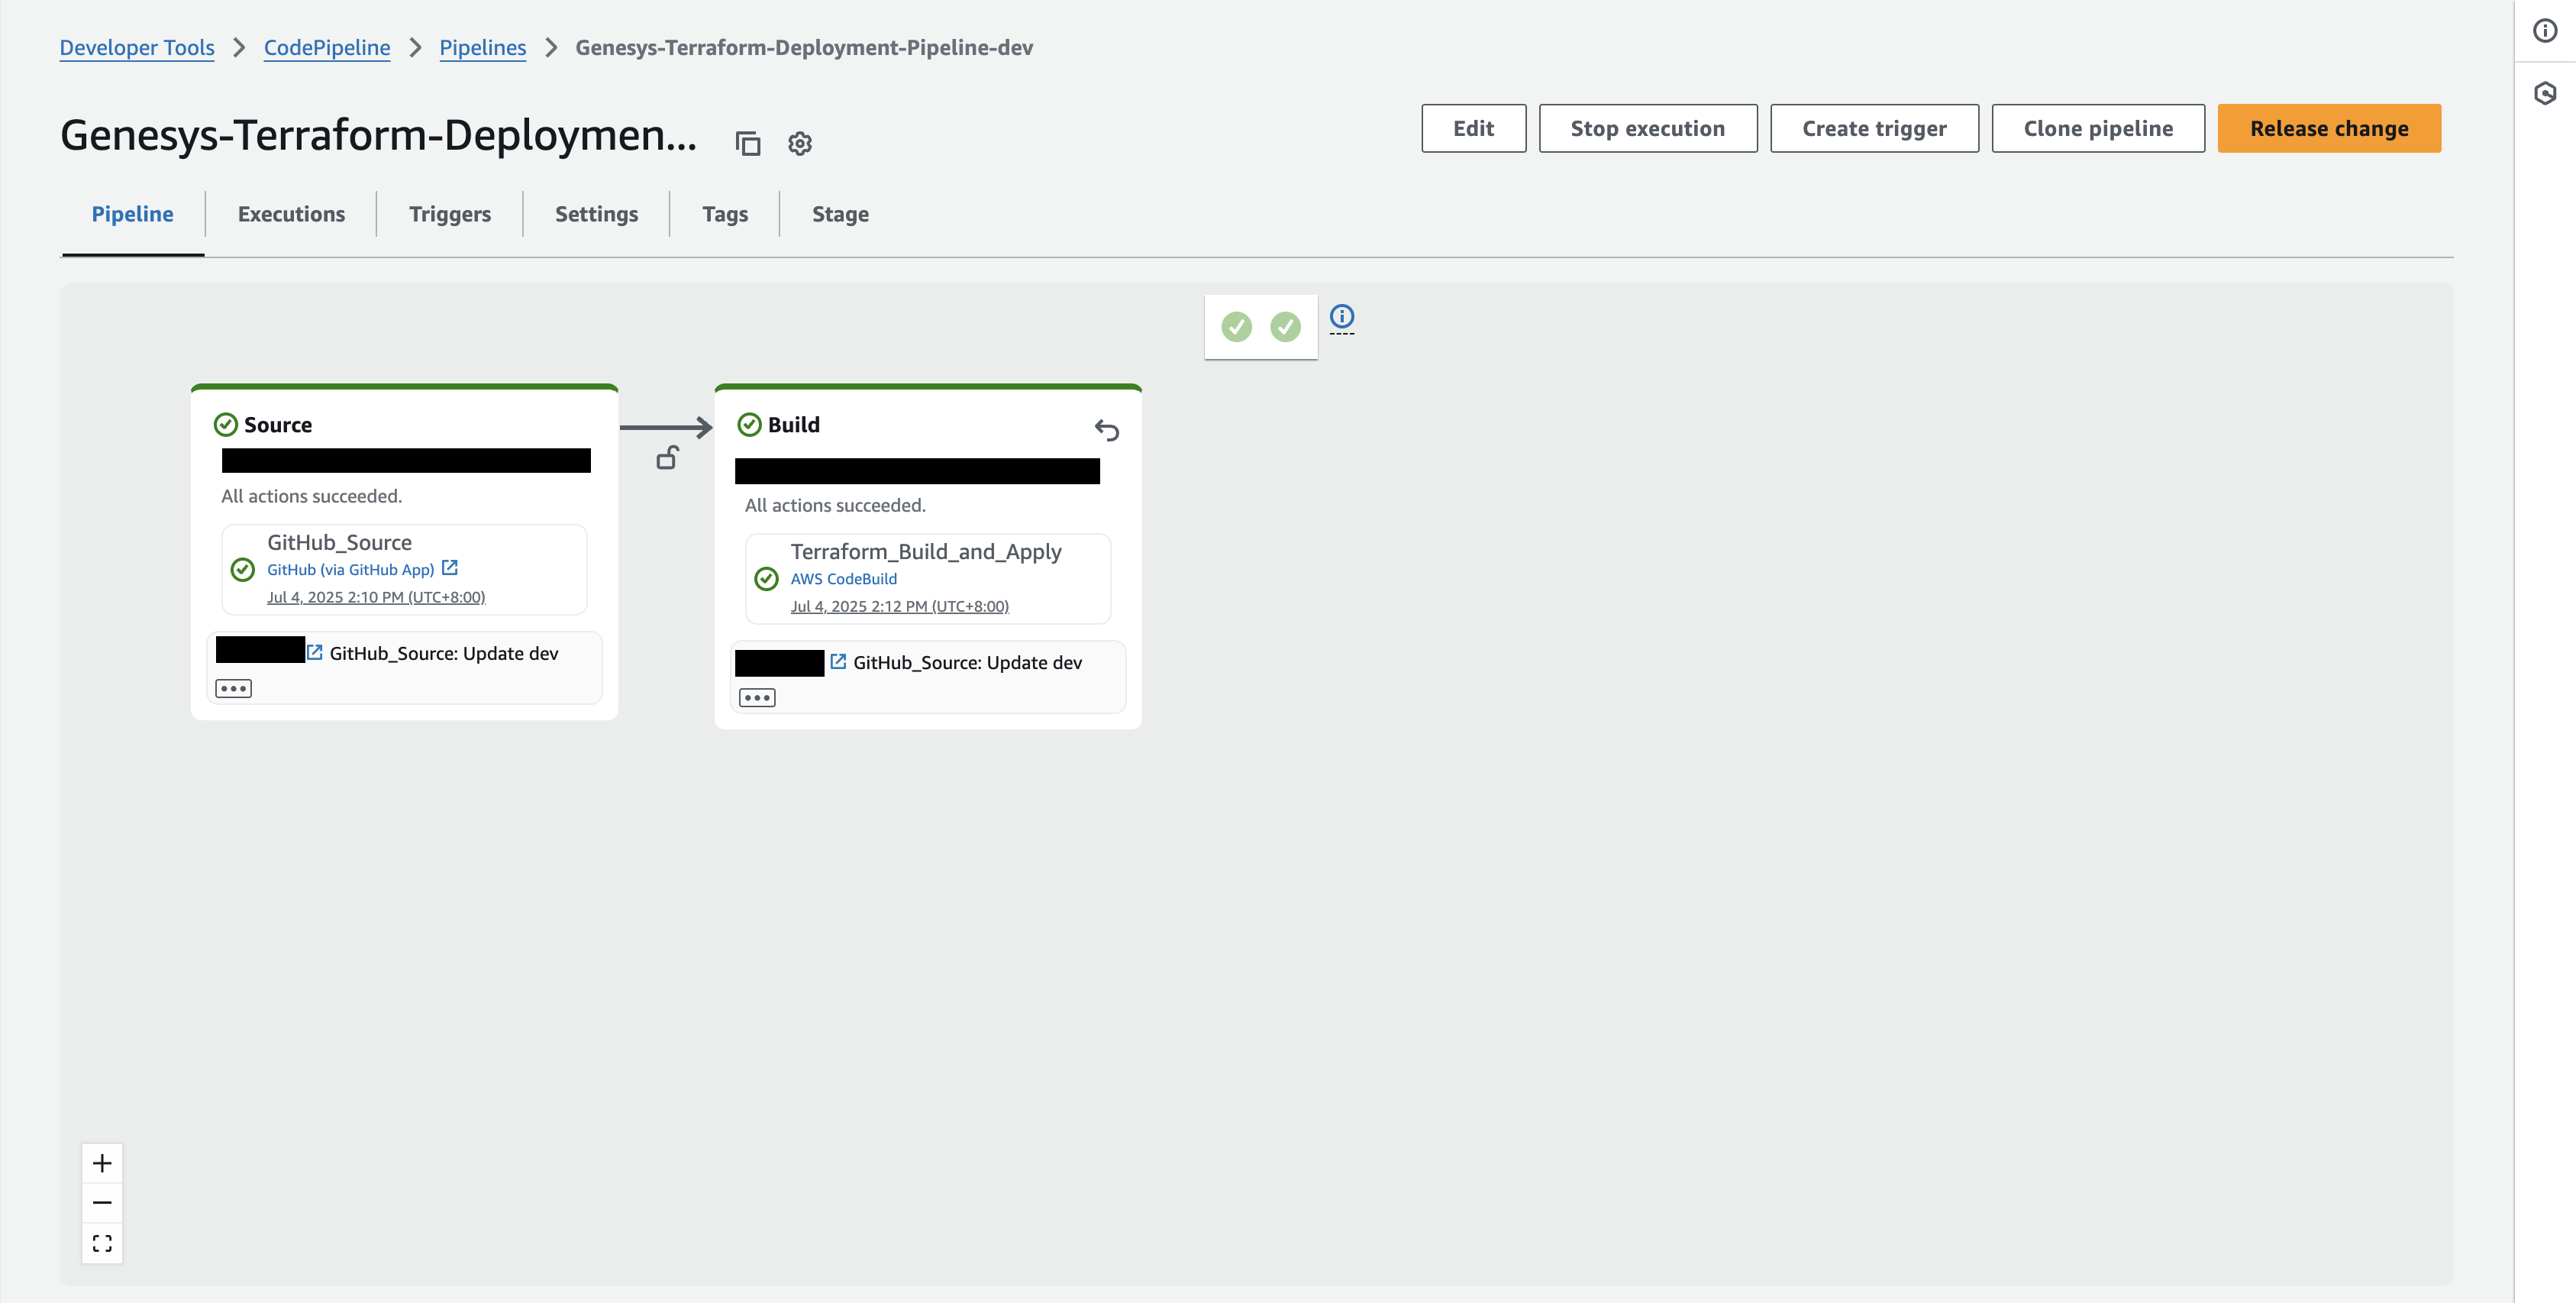 Developer Tools > CodePipeline > Pipelines > Genesys-Terraform-Deployment-Pipeline-dev
Genesys-Terraform-Deploymen...
Edit
Stop execution
Create trigger
Clone pipeline
Release change
Pipeline
Executions
Triggers
Settings
Tags
Stage
Source
All actions succeeded.
GitHub_Source
GitHub (via GitHub App)
Jul 4, 2025 2:10 PM (UTC+8:00)
GitHub_Source: Update dev
Build
All actions succeeded.
Terraform_Build_and_Apply
AWS CodeBuild
Jul 4, 2025 2:12 PM (UTC+8:00)
GitHub_Source: Update dev